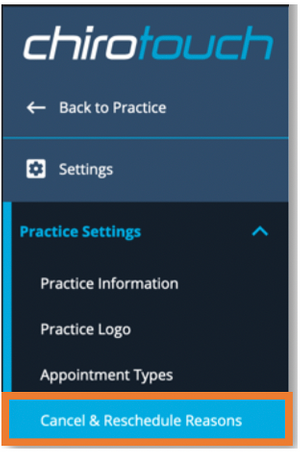 chirotouch
Back to Practice
Settings
Practice Settings
Practice Information
Practice Logo
Appointment Types
Cancel & Reschedule Reasons